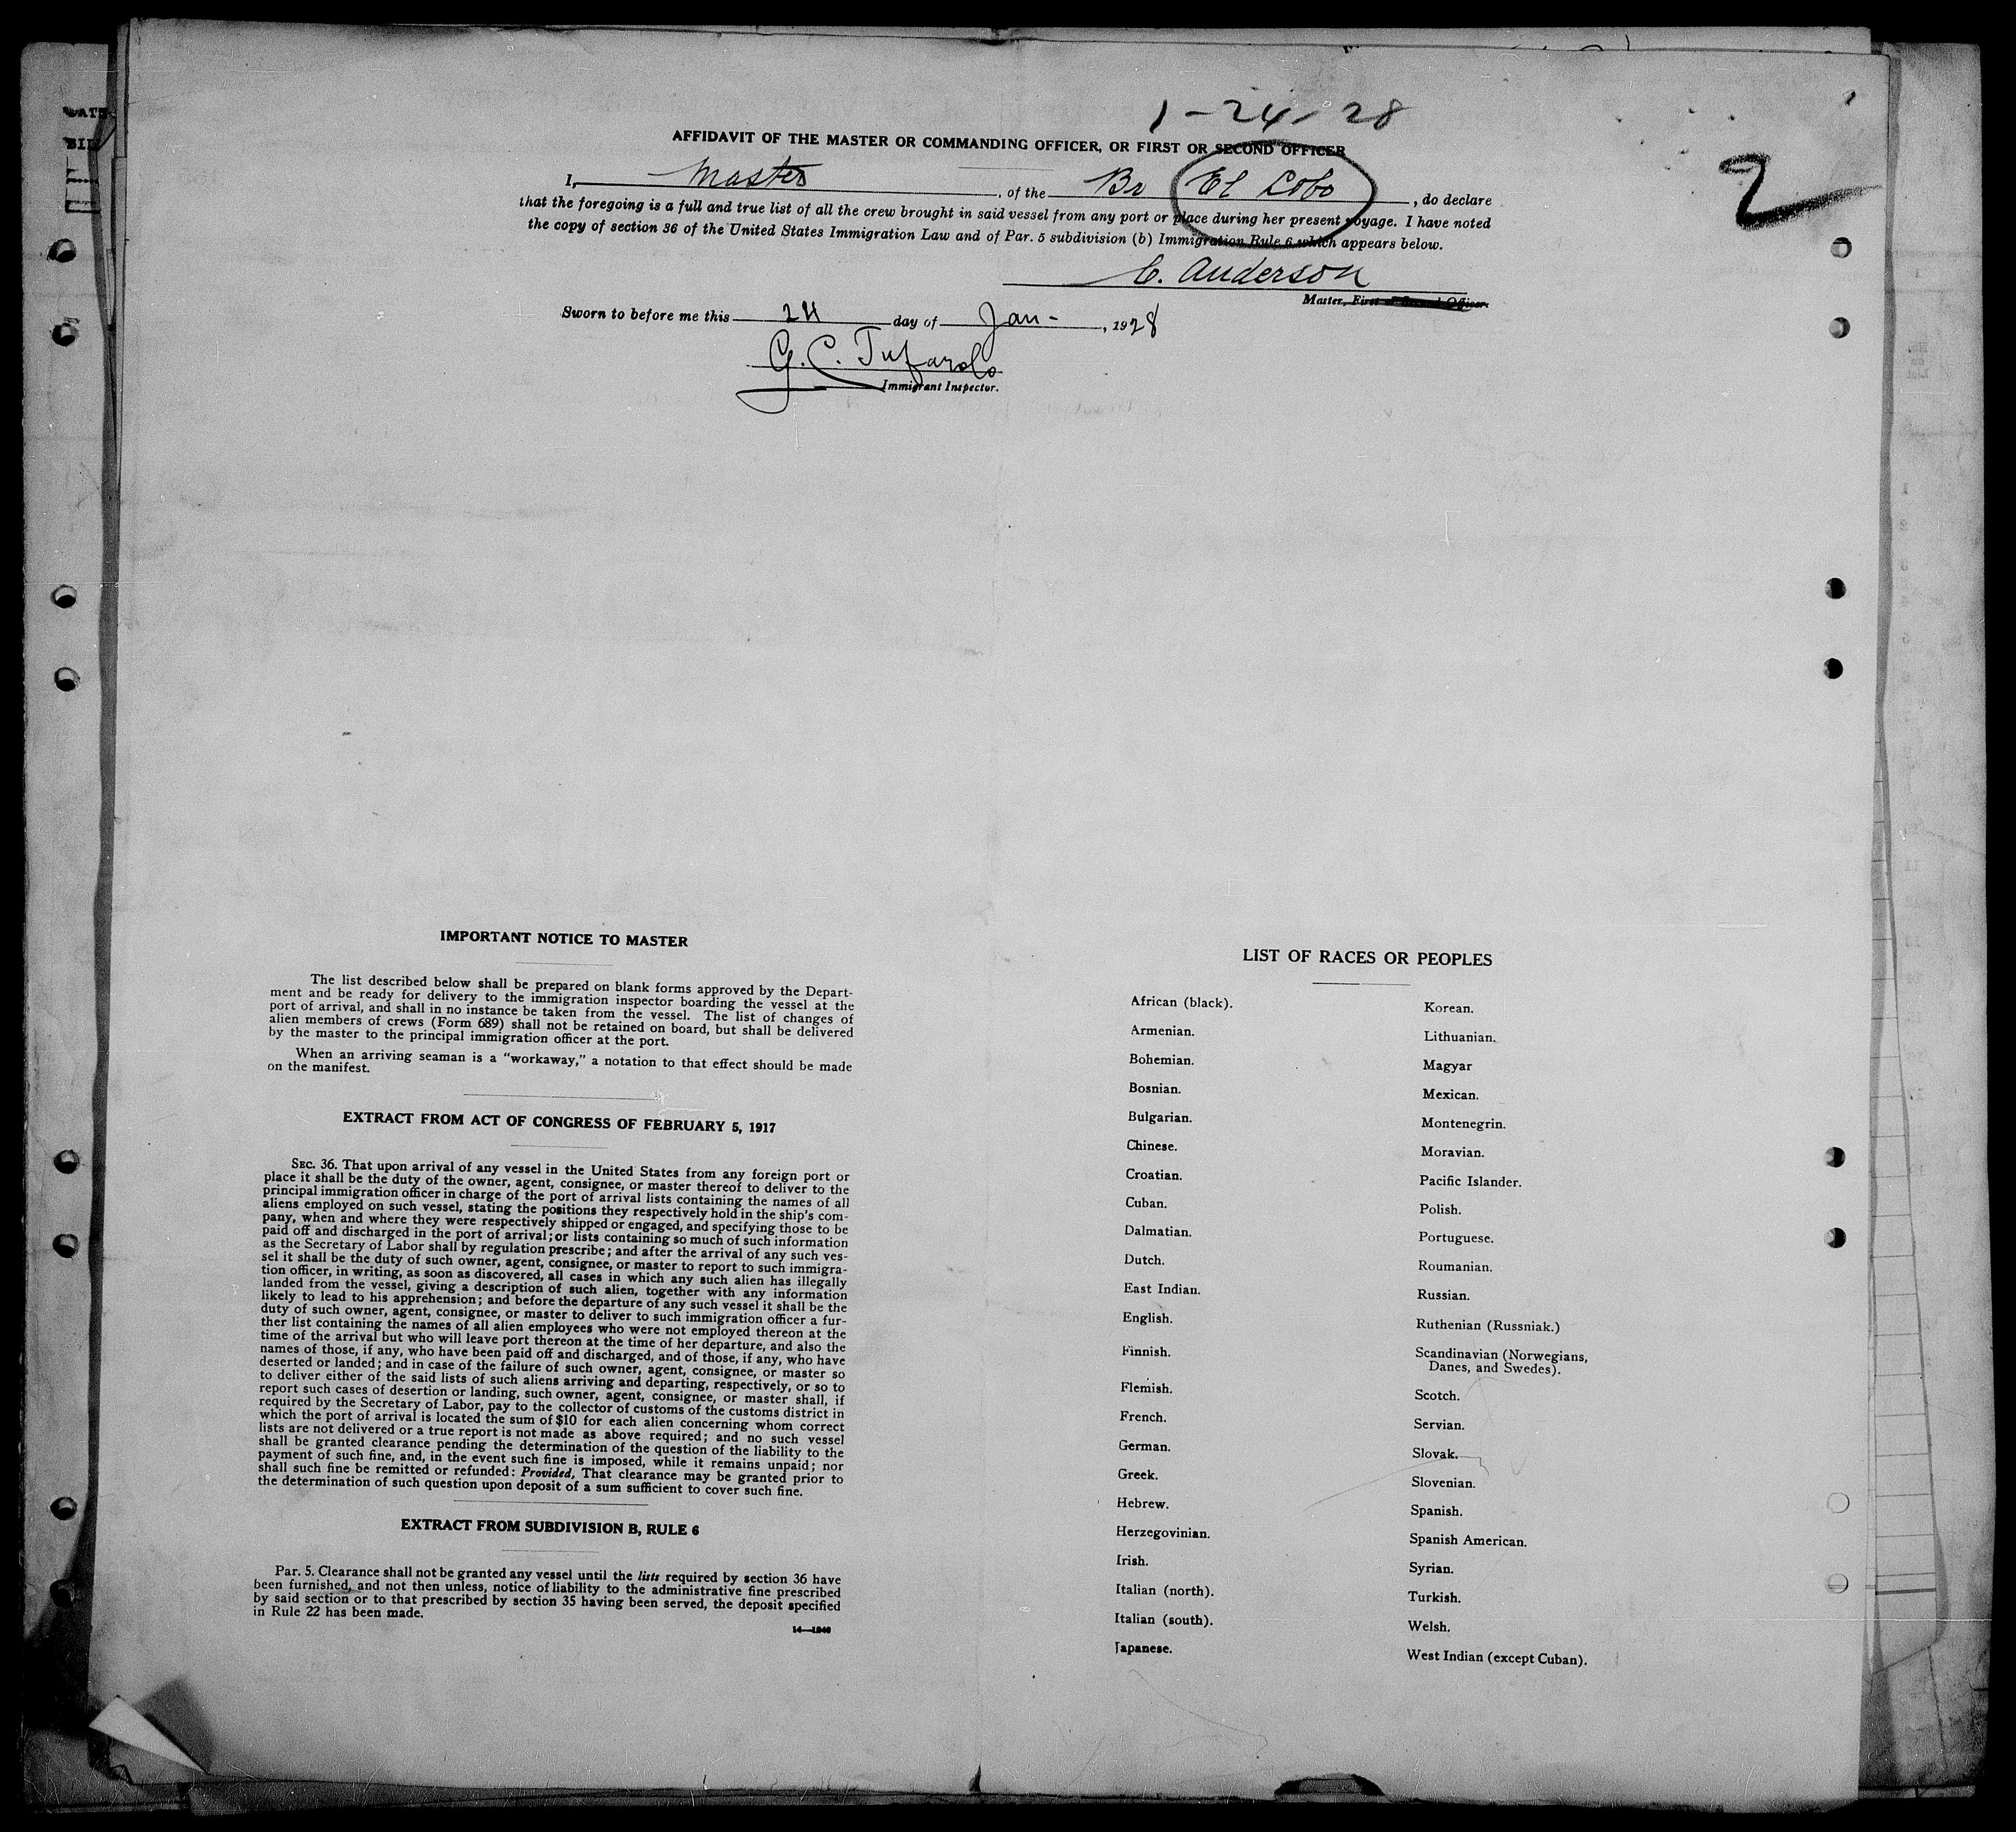 1-24-28
AFFIDAVIT OF THE MASTER OR COMMANDING OFFICER, OR FIRST OR SECOND OFFICER
2
I, Master, of the Br El Lobo, do declare
that the foregoing is a full and true list of all the crew brought in said vessel from any port or place during her present voyage. I have noted
the copy of section 36 of the United States Immigration Law and of Par. 5 subdivision (b) Immigration Rule 6 which appears below.
C. Anderson
Master, First or Second Officer.
Sworn to before me this 24 day of Jan-, 1928
G. C. Tufarolo
Immigrant Inspector.
IMPORTANT NOTICE TO MASTER
The list described below shall be prepared on blank forms approved by the Depart-
ment and be ready for delivery to the immigration inspector boarding the vessel at the
port of arrival, and shall in no instance be taken from the vessel. The list of changes of
alien members of crews (Form 689) shall not be retained on board, but shall be delivered
by the master to the principal immigration officer at the port.
When an arriving seaman is a "workaway," a notation to that effect should be made
on the manifest.
EXTRACT FROM ACT OF CONGRESS OF FEBRUARY 5, 1917
SEC. 36. That upon arrival of any vessel in the United States from any foreign port or
place it shall be the duty of the owner, agent, consignee, or master thereof to deliver to the
principal immigration officer in charge of the port of arrival lists containing the names of all
aliens employed on such vessel, stating the positions they respectively hold in the ship's com-
pany, when and where they were respectively shipped or engaged, and specifying those to be
paid off and discharged in the port of arrival; or lists containing so much of such information
as the Secretary of Labor shall by regulation prescribe; and after the arrival of any such ves-
sel it shall be the duty of such owner, agent, consignee, or master to report to such immigra-
tion officer, in writing, as soon as discovered, all cases in which any such alien has illegally
landed from the vessel, giving a description of such alien, together with any information
likely to lead to his apprehension; and before the departure of any such vessel it shall be the
duty of such owner, agent, consignee, or master to deliver to such immigration officer a fur-
ther list containing the names of all alien employees who were not employed thereon at the
time of the arrival but who will leave port thereon at the time of her departure, and also the
names of those, if any, who have been paid off and discharged, and of those, if any, who have
deserted or landed; and in case of the failure of such owner, agent, consignee, or master so
to deliver either of the said lists of such aliens arriving and departing, respectively, or so to
report such cases of desertion or landing, such owner, agent, consignee, or master shall, if
required by the Secretary of Labor, pay to the collector of customs of the customs district in
which the port of arrival is located the sum of $10 for each alien concerning whom correct
lists are not delivered or a true report is not made as above required; and no such vessel
shall be granted clearance pending the determination of the question of the liability to the
payment of such fine, and, in the event such fine is imposed, while it remains unpaid; nor
shall such fine be remitted or refunded: Provided, That clearance may be granted prior to
the determination of such question upon deposit of a sum sufficient to cover such fine.
EXTRACT FROM SUBDIVISION B, RULE 6
Par. 5. Clearance shall not be granted any vessel until the lists required by section 36 have
been furnished, and not then unless, notice of liability to the administrative fine prescribed
by said section or to that prescribed by section 35 having been served, the deposit specified
in Rule 22 has been made.
LIST OF RACES OR PEOPLES
African (black).
Armenian.
Bohemian.
Bosnian.
Bulgarian.
Chinese.
Croatian.
Cuban.
Dalmatian.
Dutch.
East Indian.
English.
Finnish.
Flemish.
French.
German.
Greek.
Hebrew.
Herzegovinian.
Irish.
Italian (north).
Italian (south).
Japanese.
Korean.
Lithuanian.
Magyar
Mexican.
Montenegrin.
Moravian.
Pacific Islander.
Polish.
Portuguese.
Roumanian.
Russian.
Ruthenian (Russniak.)
Scandinavian (Norwegians,
Danes, and Swedes).
Scotch.
Servian.
Slovak.
Slovenian.
Spanish.
Spanish American.
Syrian.
Turkish.
Welsh.
West Indian (except Cuban).